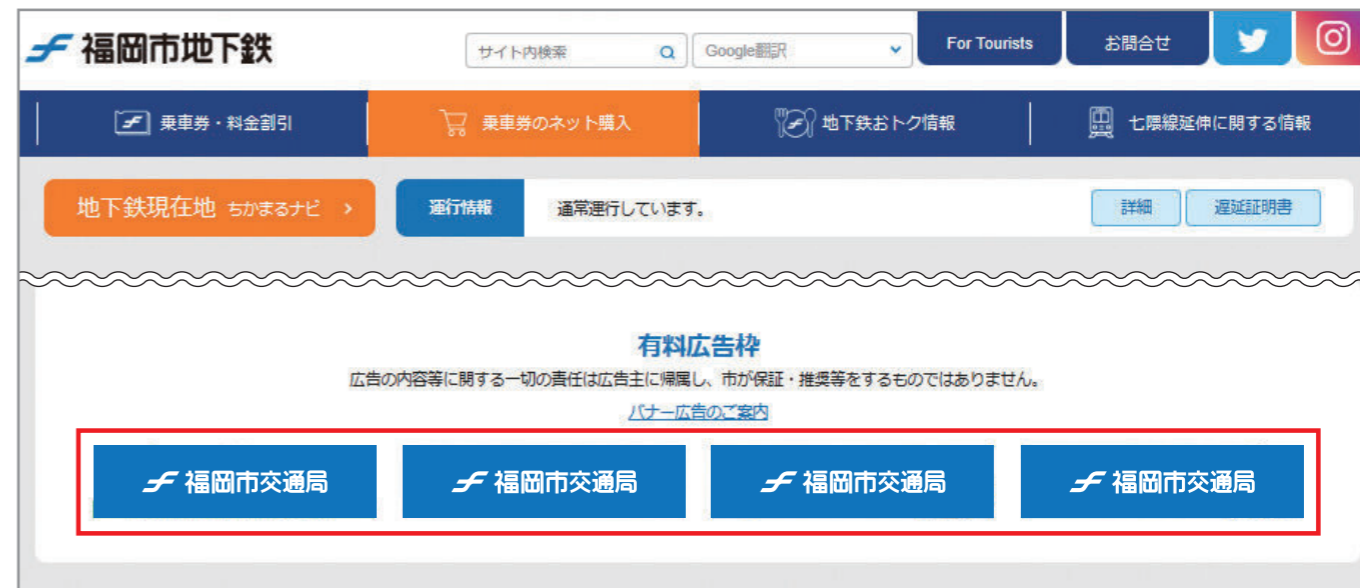 福岡市地下鉄
サイト内検索
Google翻訳
For Tourists
お問合せ
乗車券・料金割引
乗車券のネット購入
地下鉄おトク情報
七隈線延伸に関する情報
地下鉄現在地 ちかまるナビ >
運行情報
通常運行しています。
詳細
遅延証明書
有料広告枠
広告の内容等に関する一切の責任は広告主に帰属し、市が保証・推奨等をするものではありません。
バナー広告のご案内
福岡市交通局
福岡市交通局
福岡市交通局
福岡市交通局